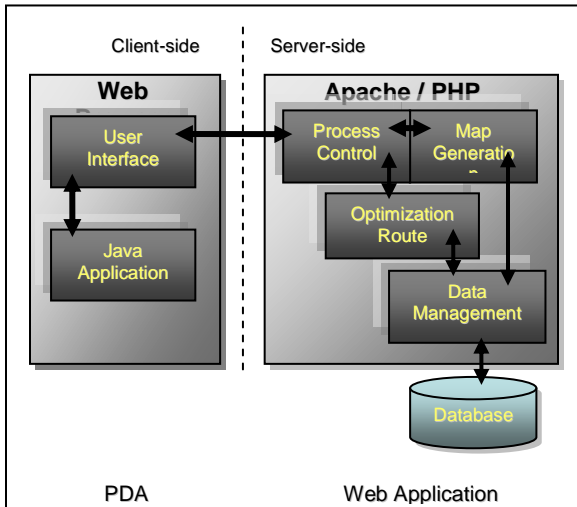 Client-side
Server-side
Web
User
Interface
Java
Application
Apache / PHP
Process
Control
Map
Generatio
Optimization
Route
Data
Management
Database
PDA
Web Application